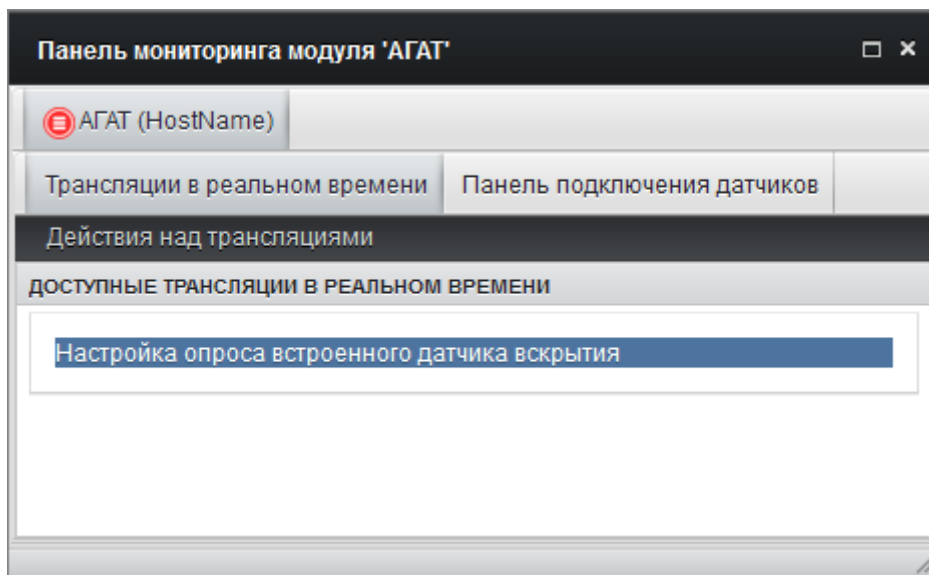 Панель мониторинга модуля 'АГАТ'
АГАТ (HostName)
Трансляции в реальном времени Панель подключения датчиков
Действия над трансляциями
ДОСТУПНЫЕ ТРАНСЛЯЦИИ В РЕАЛЬНОМ ВРЕМЕНИ
Настройка опроса встроенного датчика вскрытия